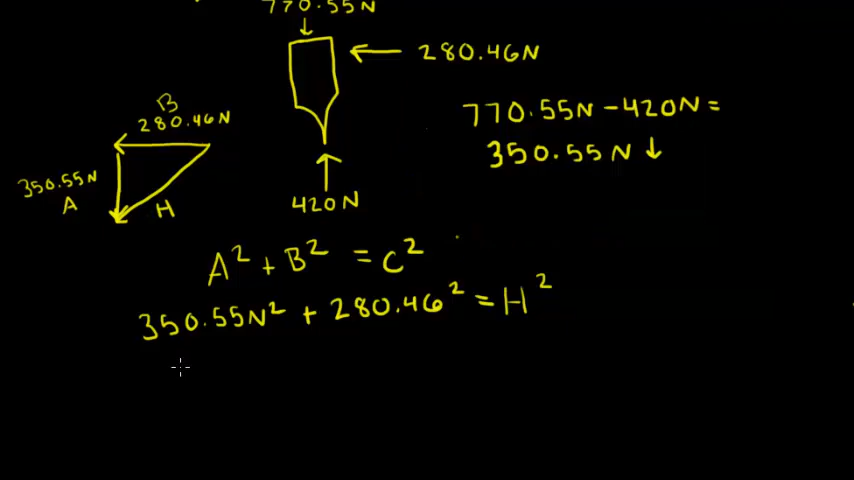 770.55N
280.46N
B
280.46N
770.55N - 420N =
350.55N ↓
350.55N
A
H
420N
A² + B² = C²
350.55N² + 280.46² = H²